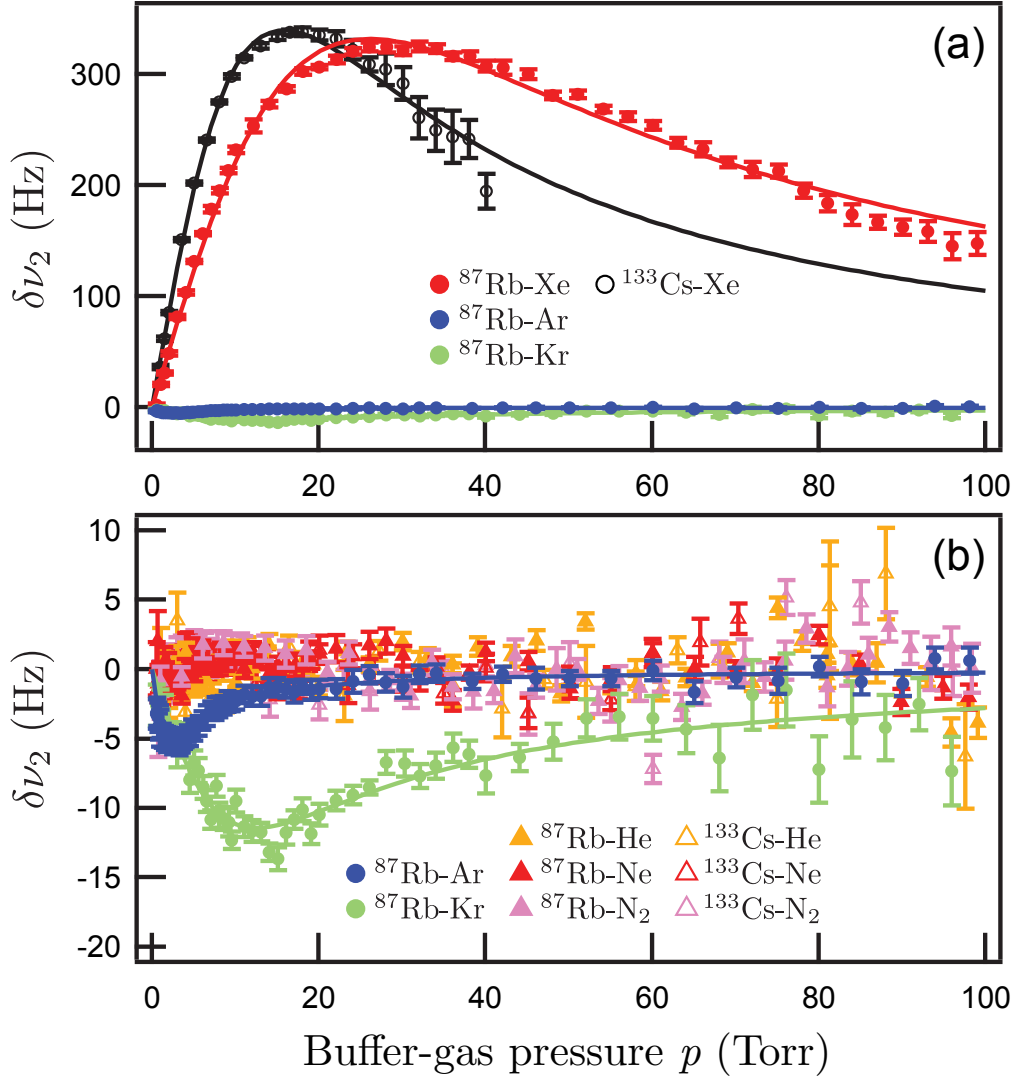 (a)
300
200
100
0
δν₂ (Hz)
⁸⁷Rb-Xe ¹³³Cs-Xe
⁸⁷Rb-Ar
⁸⁷Rb-Kr
0 20 40 60 80 100
(b)
10
5
0
-5
-10
-15
-20
δν₂ (Hz)
⁸⁷Rb-He ¹³³Cs-He
⁸⁷Rb-Ar ⁸⁷Rb-Ne ¹³³Cs-Ne
⁸⁷Rb-Kr ⁸⁷Rb-N₂ ¹³³Cs-N₂
0 20 40 60 80 100
Buffer-gas pressure p (Torr)